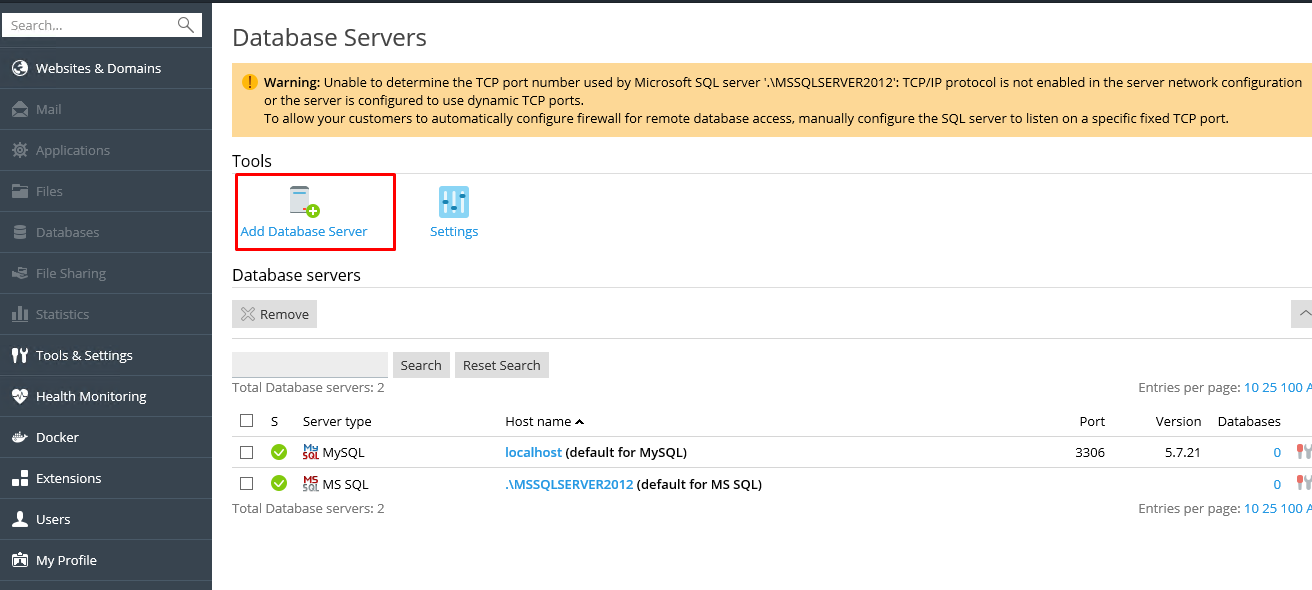 Search...
Websites & Domains
Mail
Applications
Files
Databases
File Sharing
Statistics
Tools & Settings
Health Monitoring
Docker
Extensions
Users
My Profile
Database Servers
Warning: Unable to determine the TCP port number used by Microsoft SQL server '.\MSSQLSERVER2012': TCP/IP protocol is not enabled in the server network configuration
or the server is configured to use dynamic TCP ports.
To allow your customers to automatically configure firewall for remote database access, manually configure the SQL server to listen on a specific fixed TCP port.
Tools
Add Database Server
Settings
Database servers
Remove
Search
Reset Search
Total Database servers: 2
Entries per page: 10 25 100 A
S Server type Host name Port Version Databases
My SQL MySQL localhost (default for MySQL) 3306 5.7.21 0
MS SQL MS SQL .\MSSQLSERVER2012 (default for MS SQL) 0
Total Database servers: 2
Entries per page: 10 25 100 A